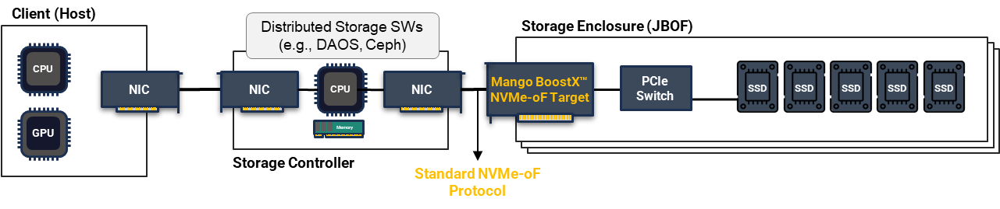 Client (Host)
CPU
GPU
NIC
Distributed Storage SWs
(e.g., DAOS, Ceph)
NIC
CPU
Memory
NIC
Storage Controller
Standard NVMe-oF
Protocol
Storage Enclosure (JBOF)
Mango BoostX™
NVMe-oF Target
PCIe
Switch
SSD
SSD
SSD
SSD
SSD